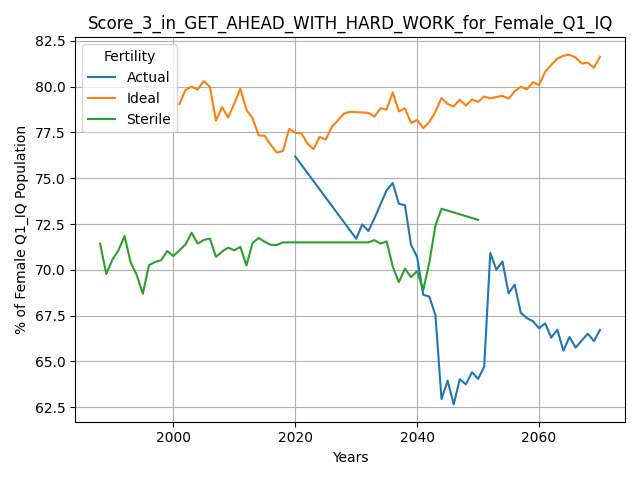 Score_3_in_GET_AHEAD_WITH_HARD_WORK_for_Female_Q1_IQ
Fertility
Actual
Ideal
Sterile
% of Female Q1_IQ Population
82.5
80.0
77.5
75.0
72.5
70.0
67.5
65.0
62.5
2000
2020
2040
2060
Years